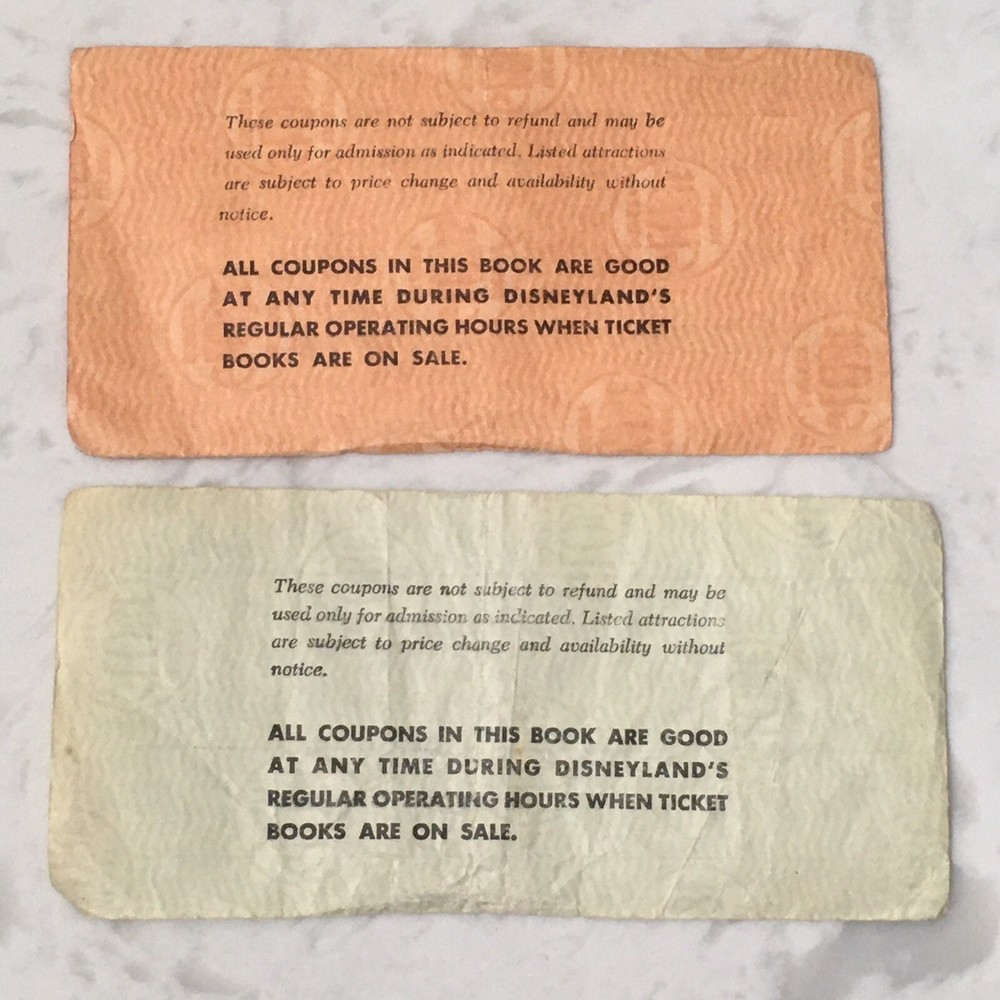 These coupons are not subject to refund and may be
used only for admission as indicated. Listed attractions
are subject to price change and availability without
notice.
ALL COUPONS IN THIS BOOK ARE GOOD
AT ANY TIME DURING DISNEYLAND'S
REGULAR OPERATING HOURS WHEN TICKET
BOOKS ARE ON SALE.
These coupons are not subject to refund and may be
used only for admission as indicated. Listed attractions
are subject to price change and availability without
notice.
ALL COUPONS IN THIS BOOK ARE GOOD
AT ANY TIME DURING DISNEYLAND'S
REGULAR OPERATING HOURS WHEN TICKET
BOOKS ARE ON SALE.